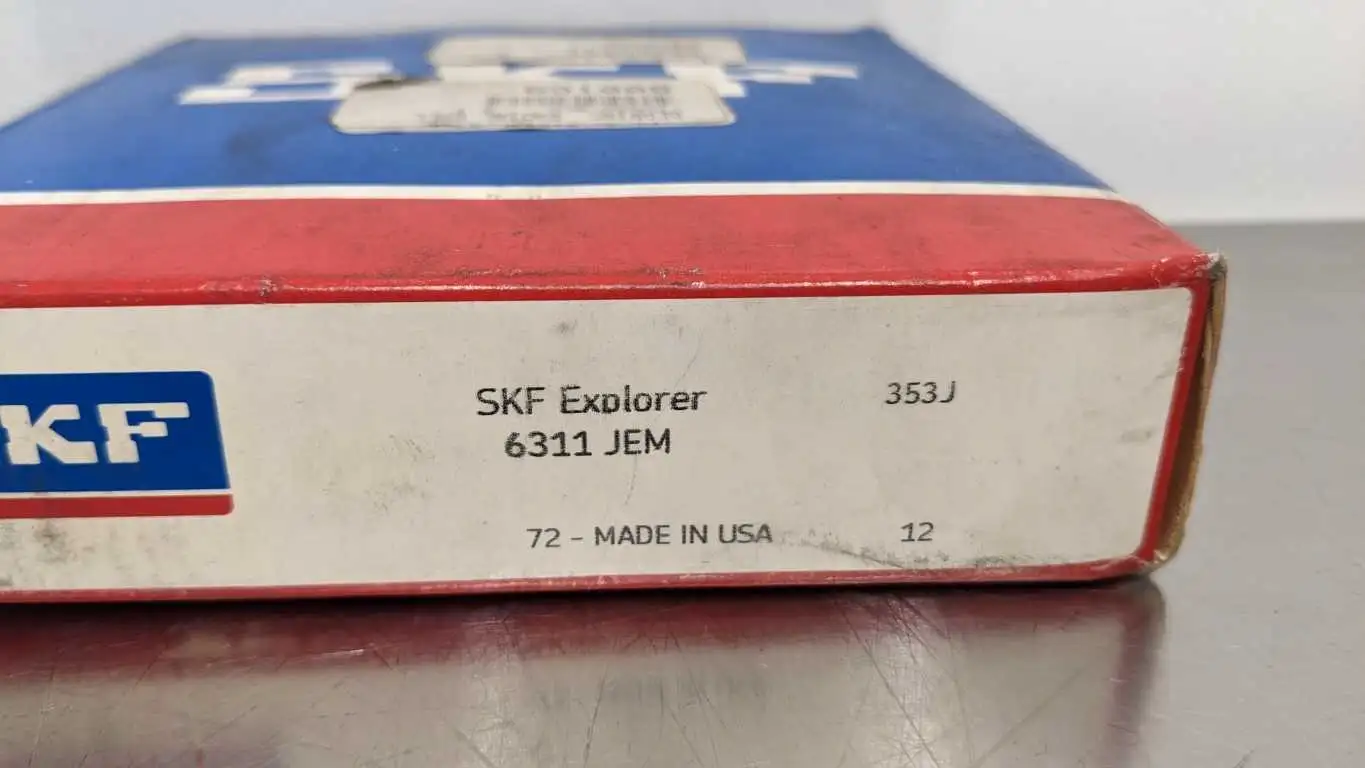 SKF
SKF Explorer
353J
6311 JEM
72 - MADE IN USA
12